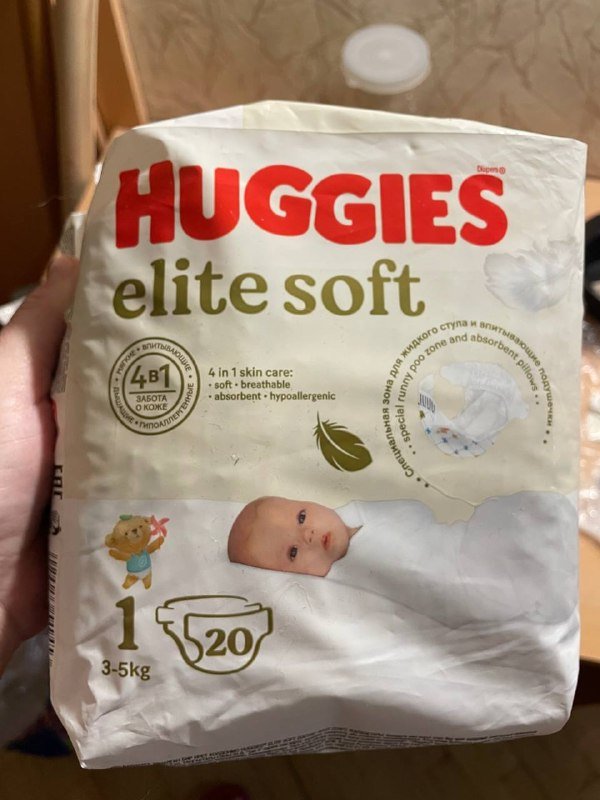 Diapers®
HUGGIES
elite soft
• МЯГКИЕ • ВПИТЫВАЮЩИЕ • ГИПОАЛЛЕРГЕННЫЕ • ДЫШАЩИЕ
4в1
ЗАБОТА
О КОЖЕ
4 in 1 skin care:
• soft • breathable
• absorbent • hypoallergenic
Специальная зона для жидкого стула и впитывающие подушечки
special runny poo zone and absorbent pillows
1
20
3-5kg